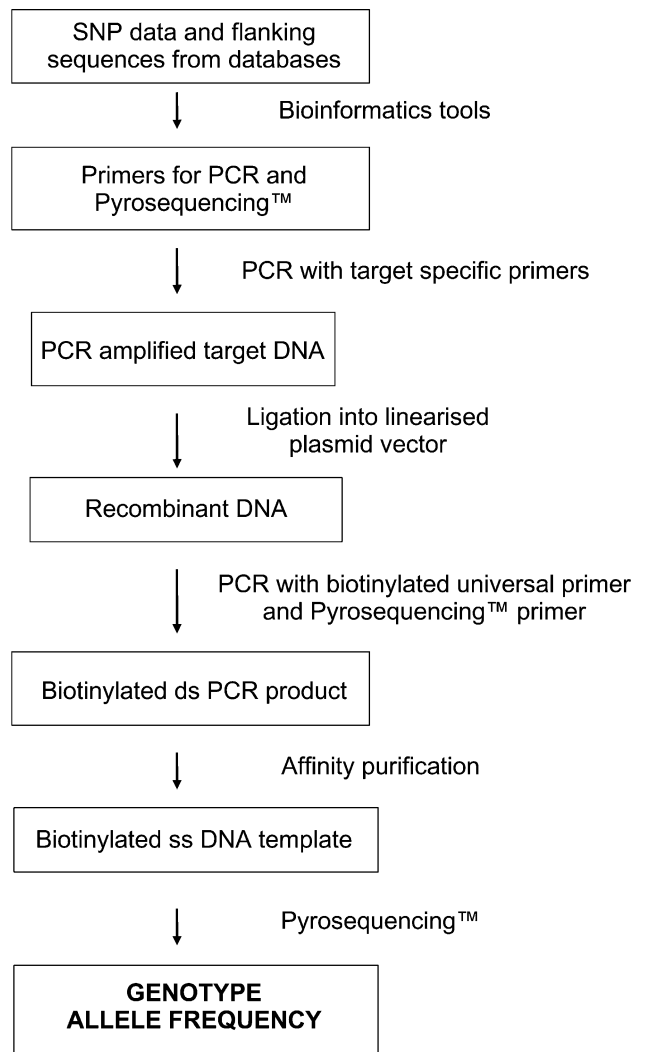 SNP data and flanking
sequences from databases
Bioinformatics tools
Primers for PCR and
Pyrosequencing™
PCR with target specific primers
PCR amplified target DNA
Ligation into linearised
plasmid vector
Recombinant DNA
PCR with biotinylated universal primer
and Pyrosequencing™ primer
Biotinylated ds PCR product
Affinity purification
Biotinylated ss DNA template
Pyrosequencing™
GENOTYPE
ALLELE FREQUENCY